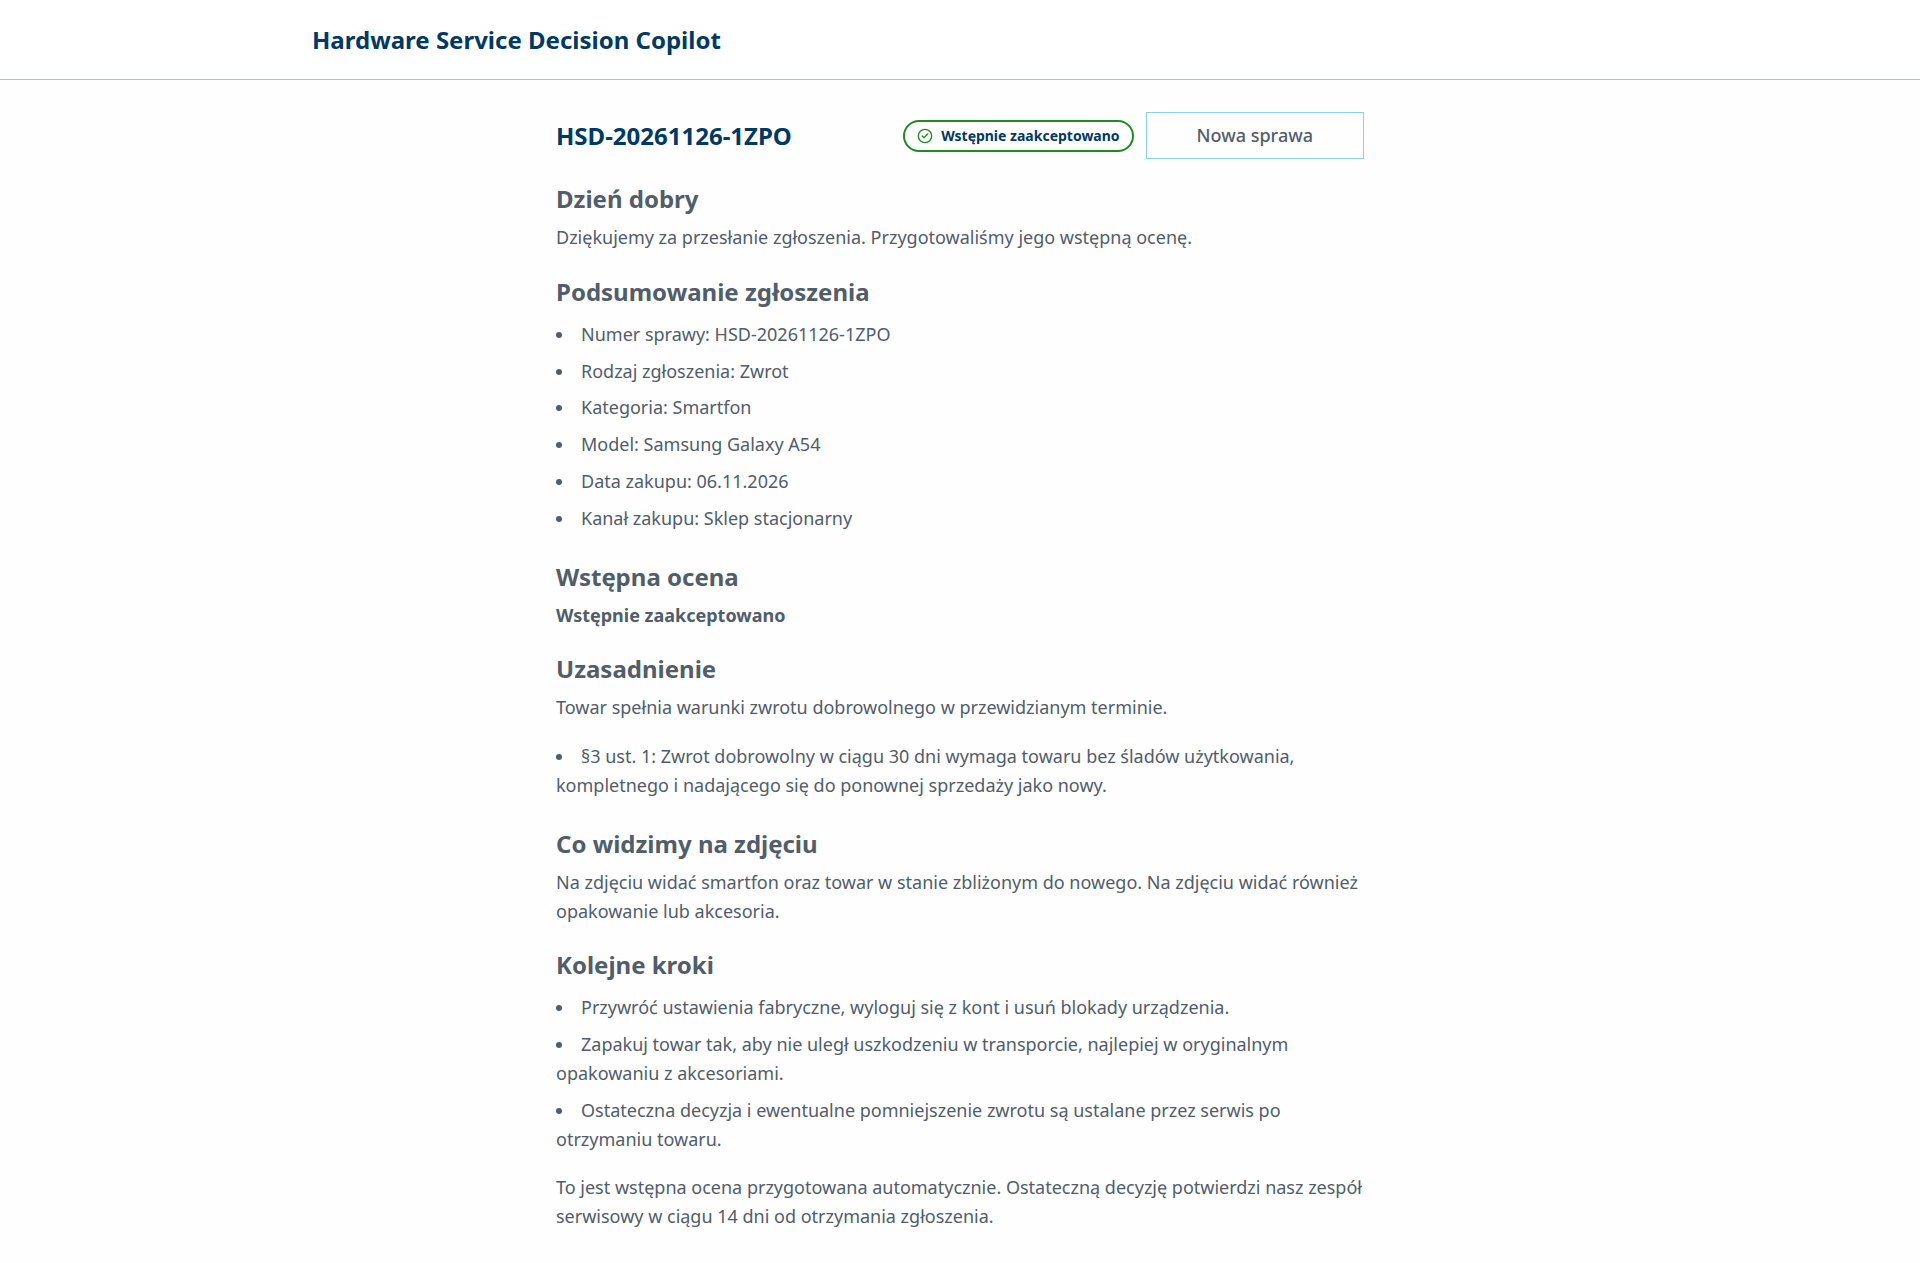 Hardware Service Decision Copilot
HSD-20261126-1ZPO
Wstępnie zaakceptowano
Nowa sprawa
Dzień dobry
Dziękujemy za przesłanie zgłoszenia. Przygotowaliśmy jego wstępną ocenę.
Podsumowanie zgłoszenia
• Numer sprawy: HSD-20261126-1ZPO
• Rodzaj zgłoszenia: Zwrot
• Kategoria: Smartfon
• Model: Samsung Galaxy A54
• Data zakupu: 06.11.2026
• Kanał zakupu: Sklep stacjonarny
Wstępna ocena
Wstępnie zaakceptowano
Uzasadnienie
Towar spełnia warunki zwrotu dobrowolnego w przewidzianym terminie.
• §3 ust. 1: Zwrot dobrowolny w ciągu 30 dni wymaga towaru bez śladów użytkowania,
kompletnego i nadającego się do ponownej sprzedaży jako nowy.
Co widzimy na zdjęciu
Na zdjęciu widać smartfon oraz towar w stanie zbliżonym do nowego. Na zdjęciu widać również
opakowanie lub akcesoria.
Kolejne kroki
• Przywróć ustawienia fabryczne, wyloguj się z kont i usuń blokady urządzenia.
• Zapakuj towar tak, aby nie uległ uszkodzeniu w transporcie, najlepiej w oryginalnym
opakowaniu z akcesoriami.
• Ostateczna decyzja i ewentualne pomniejszenie zwrotu są ustalane przez serwis po
otrzymaniu towaru.
To jest wstępna ocena przygotowana automatycznie. Ostateczną decyzję potwierdzi nasz zespół
serwisowy w ciągu 14 dni od otrzymania zgłoszenia.